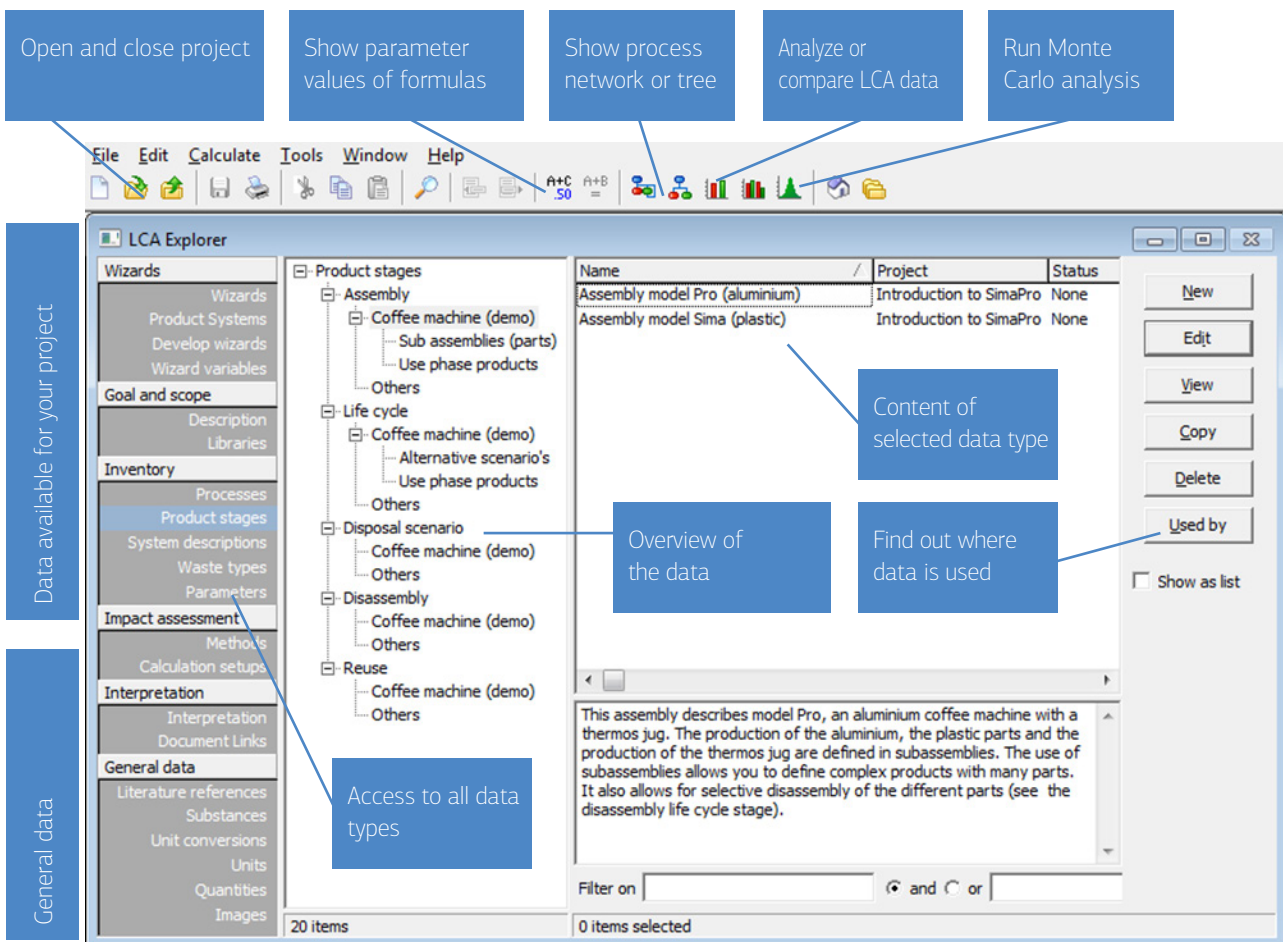 Open and close project
Show parameter
values of formulas
Show process
network or tree
Analyze or
compare LCA data
Run Monte
Carlo analysis
File Edit Calculate Tools Window Help
A+C
.50
A+B
=
Data available for your project
General data
LCA Explorer
Wizards
Wizards
Product Systems
Develop wizards
Wizard variables
Goal and scope
Description
Libraries
Inventory
Processes
Product stages
System descriptions
Waste types
Parameters
Impact assessment
Methods
Calculation setups
Interpretation
Interpretation
Document Links
General data
Literature references
Substances
Unit conversions
Units
Quantities
Images
Product stages
Assembly
Coffee machine (demo)
Sub assemblies (parts)
Use phase products
Others
Life cycle
Coffee machine (demo)
Alternative scenario's
Use phase products
Others
Disposal scenario
Coffee machine (demo)
Others
Disassembly
Coffee machine (demo)
Others
Reuse
Coffee machine (demo)
Others
Access to all data
types
20 items
Name / Project Status
Assembly model Pro (aluminium) Introduction to SimaPro None
Assembly model Sima (plastic) Introduction to SimaPro None
Content of
selected data type
Overview of
the data
Find out where
data is used
This assembly describes model Pro, an aluminium coffee machine with a
thermos jug. The production of the aluminium, the plastic parts and the
production of the thermos jug are defined in subassemblies. The use of
subassemblies allows you to define complex products with many parts.
It also allows for selective disassembly of the different parts (see the
disassembly life cycle stage).
Filter on and or
0 items selected
New
Edit
View
Copy
Delete
Used by
Show as list